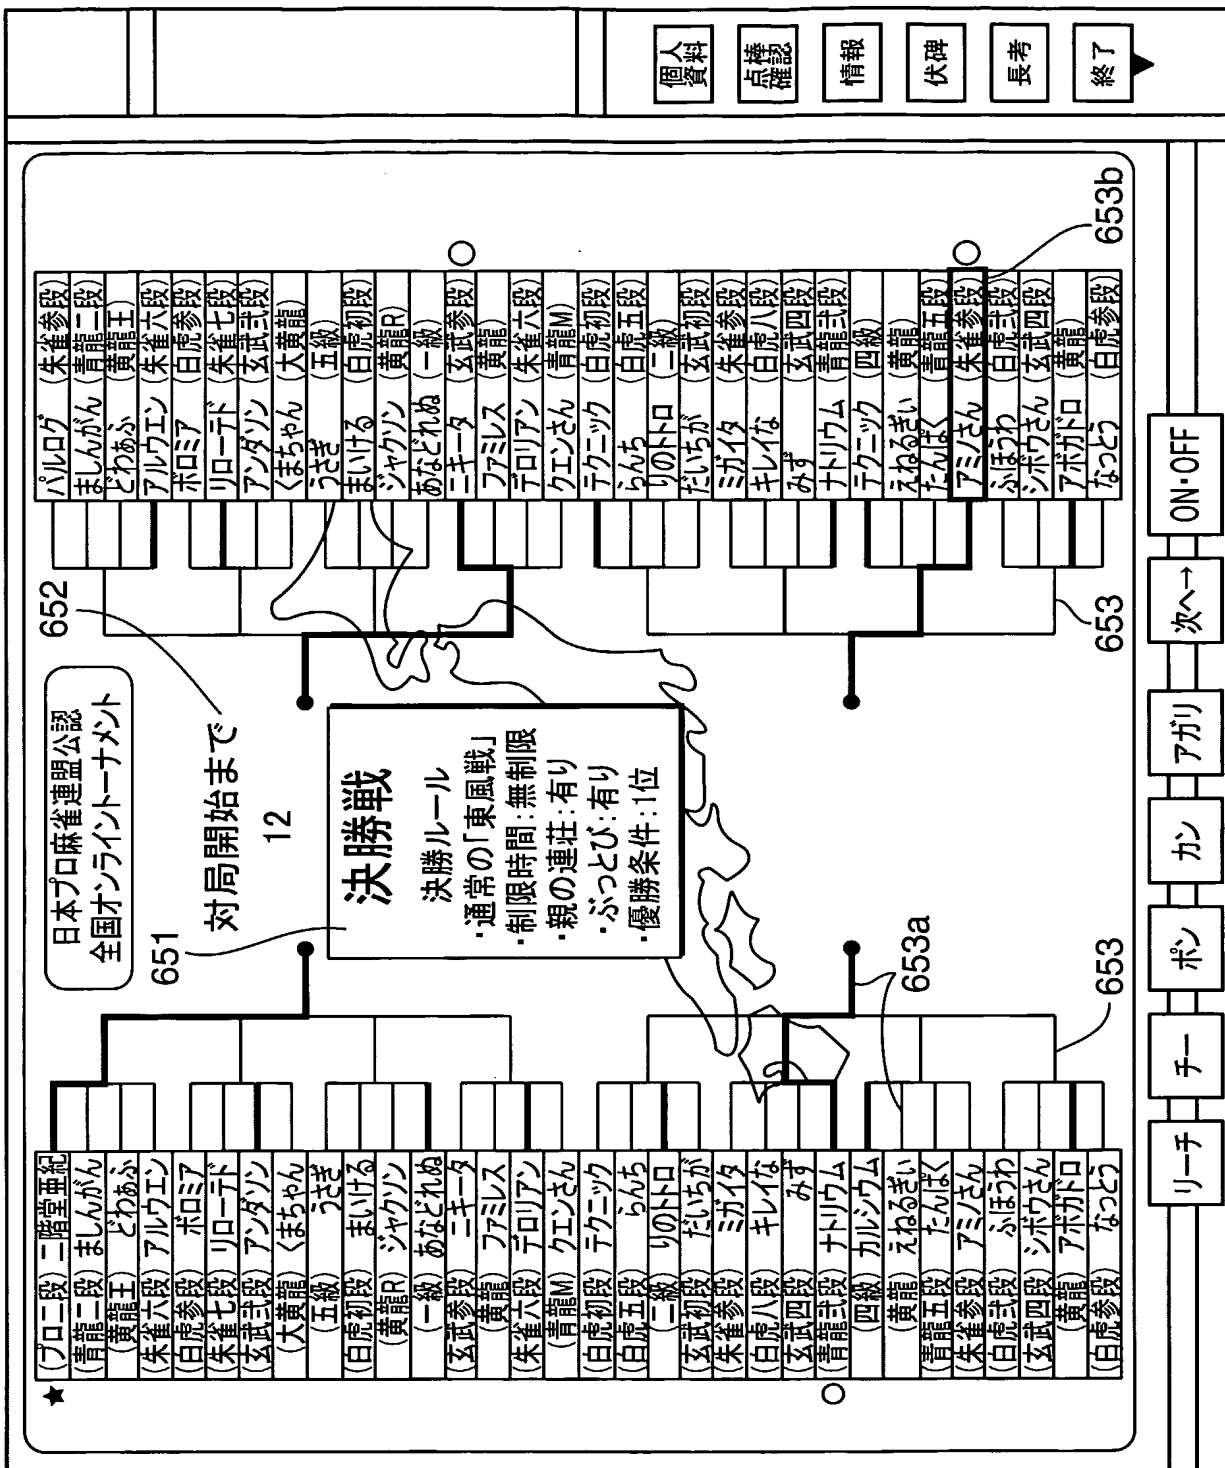 日本プロ麻雀連盟公認
全国オンライントーナメント
対局開始まで
12
651
652
決勝戦
決勝ルール
・通常の「東風戦」
・制限時間：無制限
・親の連荘：有り
・ぶっとび：有り
・優勝条件：1位
653a
653
653
653b
★(プロ二段) 二階堂亜紀
(青龍二段) ましんがん
(黄龍王) どわあふ
(朱雀六段) アルウエン
(白虎参段) ボロミア
(朱雀七段) リローデド
(玄武弐段) アンダソン
(大黄龍) くまちゃん
(五級) うさぎ
(白虎初段) まいける
(黄龍R) ジャクソン
(一級) あなどれぬ
(玄武参段) ニキータ
(黄龍) ファミレス
(朱雀六段) デロリアン
(青龍M) クエンさん
(白虎初段) テクニック
(白虎五段) らんち
(二級) りのトトロ
(玄武初段) だいちが
(朱雀参段) ミガイタ
(白虎八段) キレイな
(玄武四段) みず
○(青龍弐段) ナトリウム
(四級) カルシウム
(黄龍) えねるぎい
(青龍五段) たんぱく
(朱雀参段) アミノさん
(白虎弐段) ふほうわ
(玄武四段) シボウさん
(黄龍) アボガドロ
(白虎参段) なっとう
パルログ (朱雀参段)
ましんがん (青龍二段)
どわあふ (黄龍王)
アルウエン (朱雀六段)
ボロミア (白虎参段)
リローデド (朱雀七段)
アンダソン (玄武弐段)
くまちゃん (大黄龍)
うさぎ (五級)
まいける (白虎初段)
ジャクソン (黄龍R)
あなどれぬ (一級)
ニキータ (玄武参段)○
ファミレス (黄龍)
デロリアン (朱雀六段)
クエンさん (青龍M)
テクニック (白虎初段)
らんち (白虎五段)
りのトトロ (二級)
だいちが (玄武初段)
ミガイタ (朱雀参段)
キレイな (白虎八段)
みず (玄武四段)
ナトリウム (青龍弐段)
テクニック (四級)
えねるぎい (黄龍)
たんぱく (青龍五段)
アミノさん (朱雀参段)○
ふほうわ (白虎弐段)
シボウさん (玄武四段)
アボガドロ (黄龍)
なっとう (白虎参段)
個人
資料
点棒
確認
情報
伏碑
長考
終了
リーチ
チー
ポン
カン
アガリ
次へ→
ON・OFF